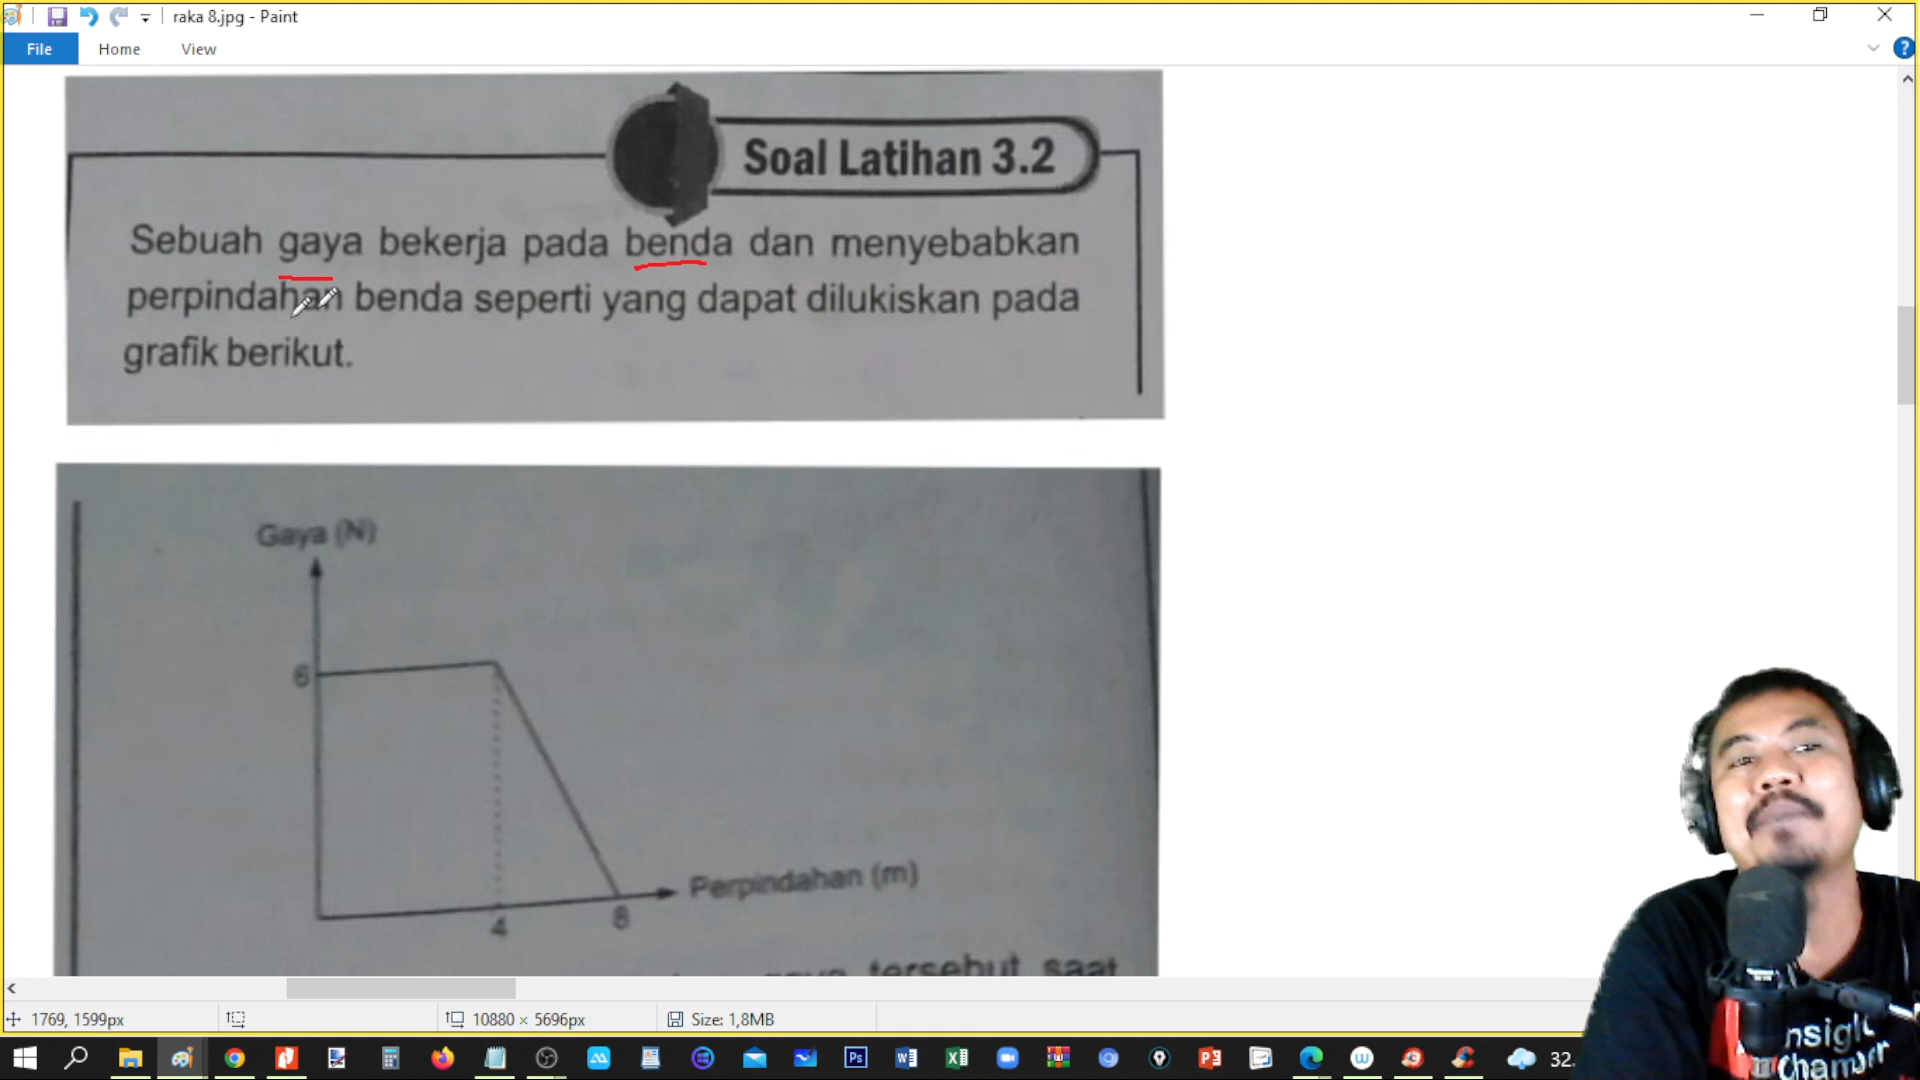 raka 8.jpg - Paint
File Home View
Soal Latihan 3.2
Sebuah gaya bekerja pada benda dan menyebabkan
perpindahan benda seperti yang dapat dilukiskan pada
grafik berikut.
Gaya (N)
6
Perpindahan (m)
4 8
tersebut saat
1769, 1599px 10880 × 5696px Size: 1,8MB
32.
nsight
Chamber